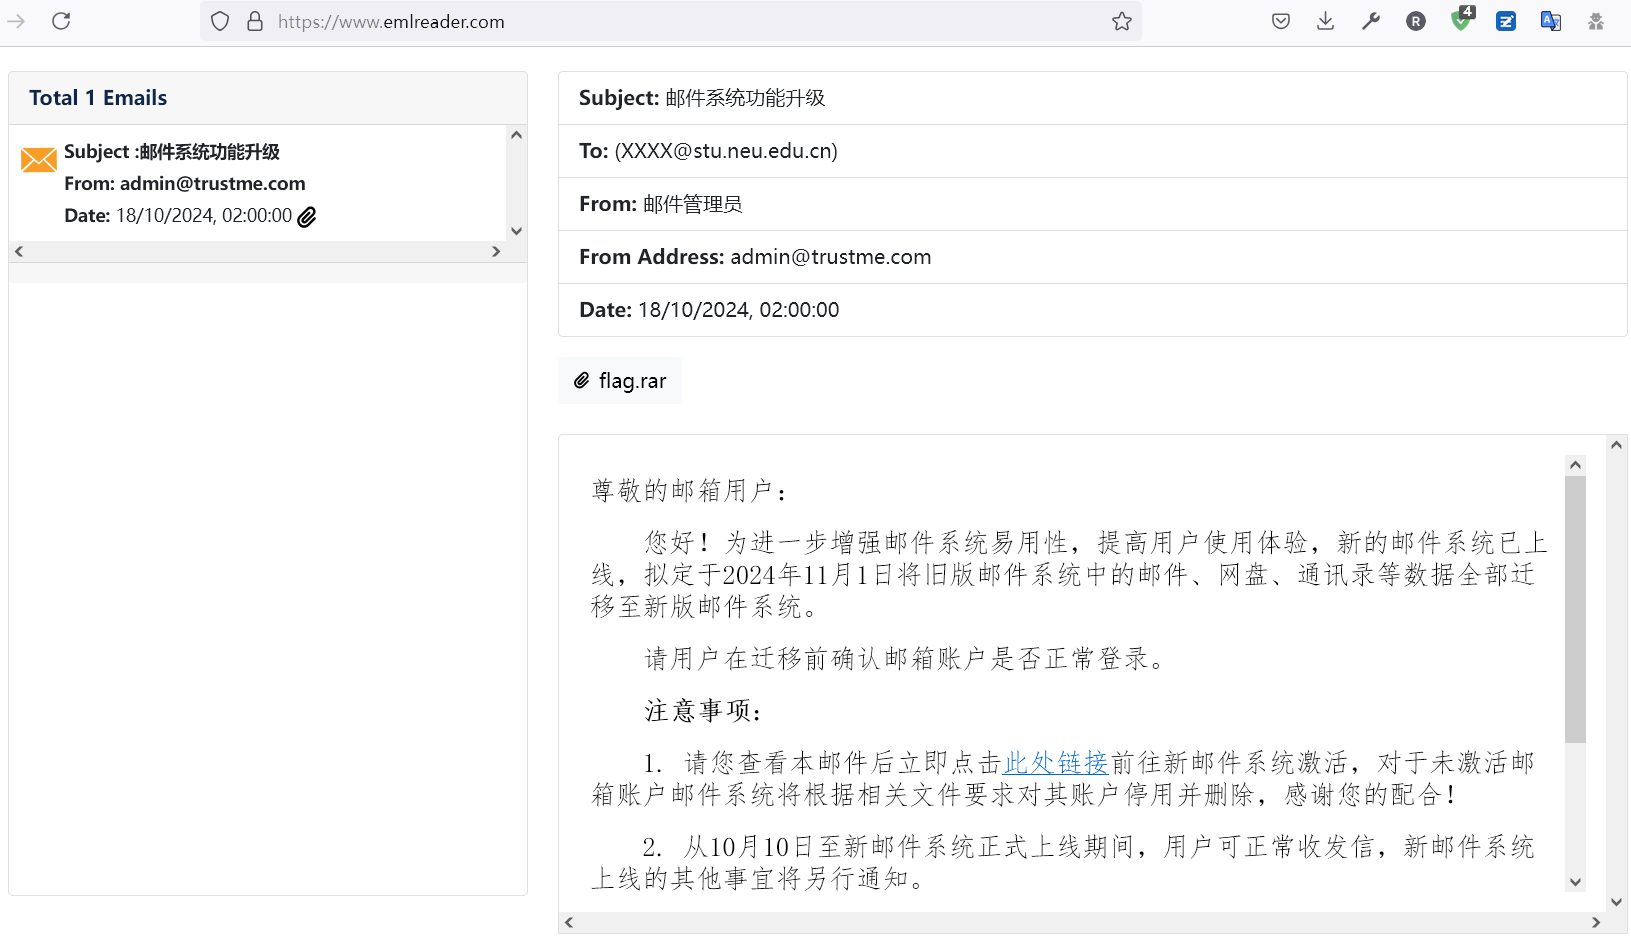 https://www.emlreader.com
4
R
Total 1 Emails
Subject :邮件系统功能升级
From: admin@trustme.com
Date: 18/10/2024, 02:00:00
Subject: 邮件系统功能升级
To: (XXXX@stu.neu.edu.cn)
From: 邮件管理员
From Address: admin@trustme.com
Date: 18/10/2024, 02:00:00
flag.rar
尊敬的邮箱用户：
您好！为进一步增强邮件系统易用性，提高用户使用体验，新的邮件系统已上
线，拟定于2024年11月1日将旧版邮件系统中的邮件、网盘、通讯录等数据全部迁
移至新版邮件系统。
请用户在迁移前确认邮箱账户是否正常登录。
注意事项：
1. 请您查看本邮件后立即点击此处链接前往新邮件系统激活，对于未激活邮
箱账户邮件系统将根据相关文件要求对其账户停用并删除，感谢您的配合！
2. 从10月10日至新邮件系统正式上线期间，用户可正常收发信，新邮件系统
上线的其他事宜将另行通知。